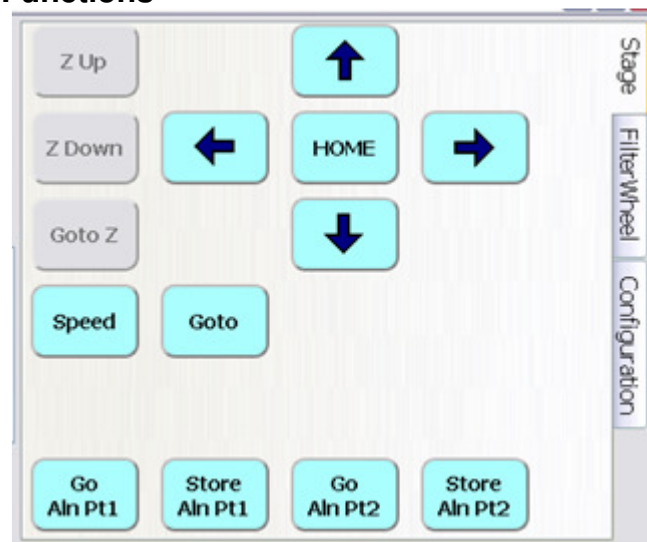 Functions
Z Up
Z Down
HOME
Goto Z
Speed
Goto
Go
Aln Pt1
Store
Aln Pt1
Go
Aln Pt2
Store
Aln Pt2
Stage
FilterWheel
Configuration